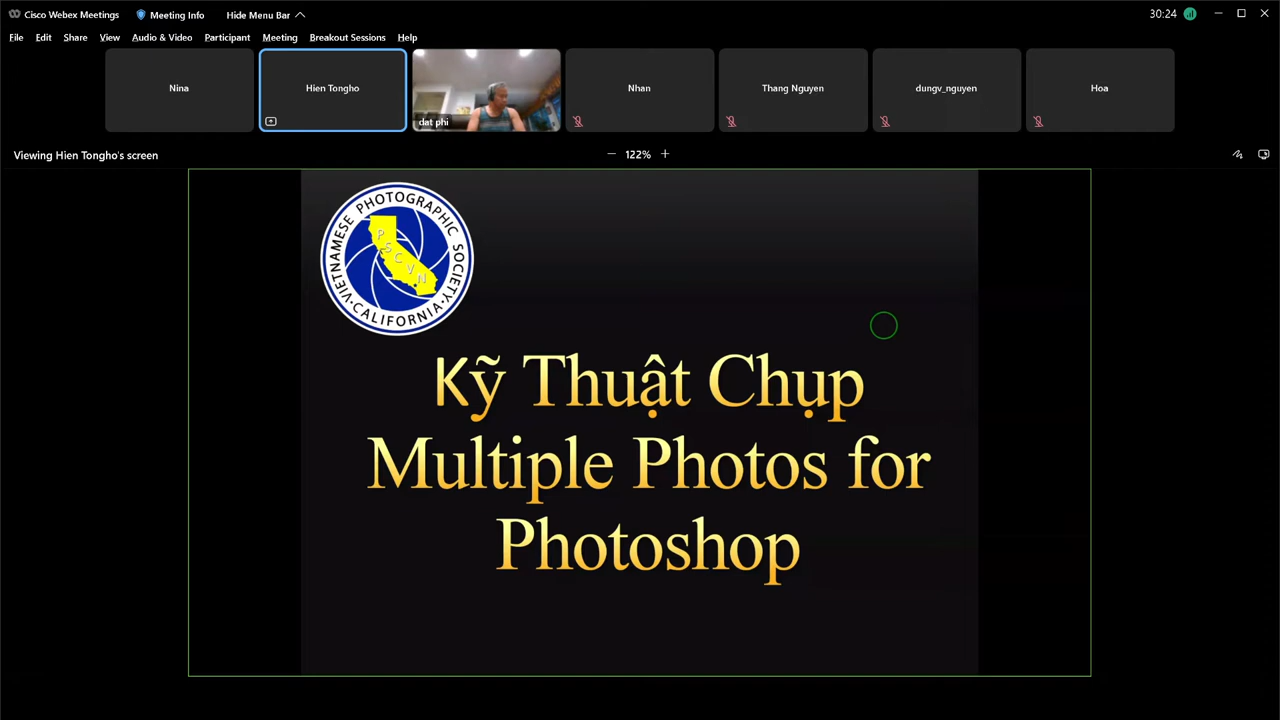 Cisco Webex Meetings Meeting Info Hide Menu Bar 30:24
File Edit Share View Audio & Video Participant Meeting Breakout Sessions Help
Nina Hien Tongho Nhan Thang Nguyen dungv_nguyen Hoa
dat phi
Viewing Hien Tongho's screen 122%
VIETNAMESE PHOTOGRAPHIC SOCIETY
CALIFORNIA
PSCVN
Kỹ Thuật Chụp
Multiple Photos for
Photoshop